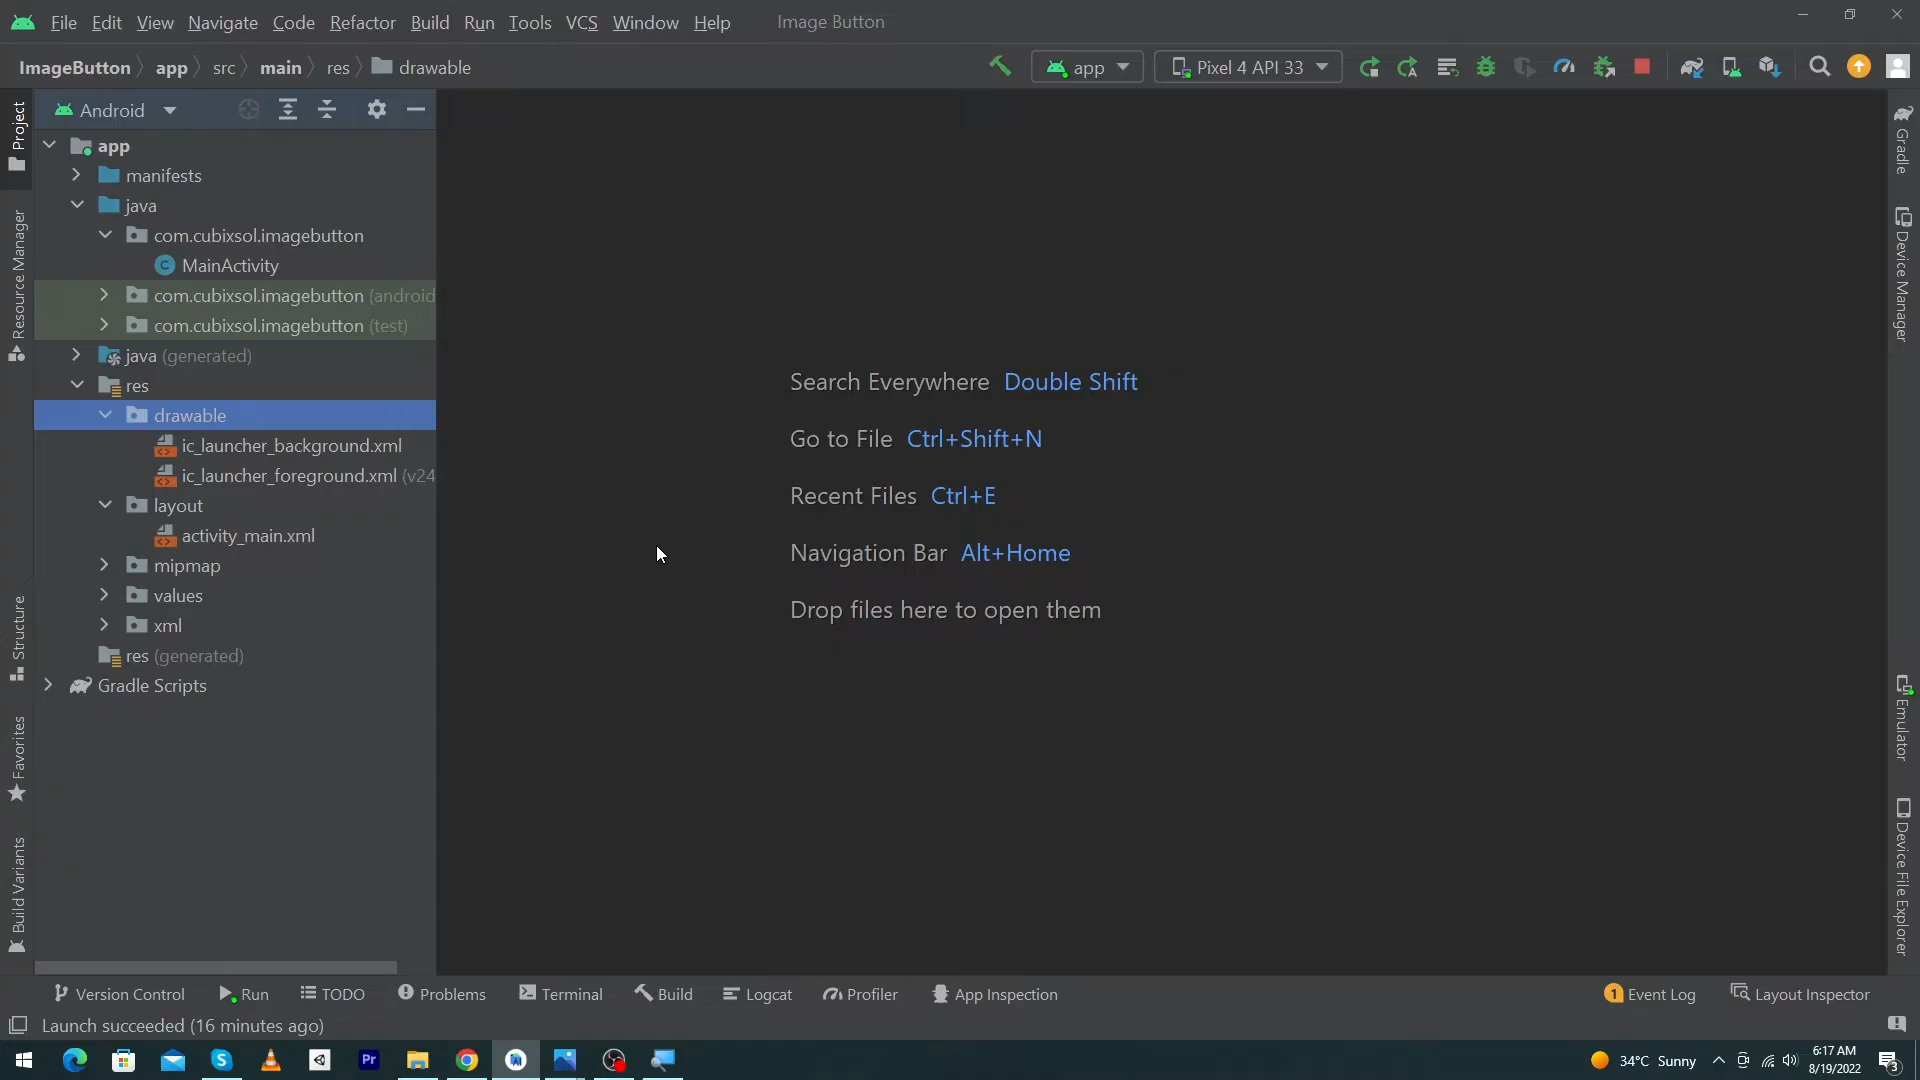 File Edit View Navigate Code Refactor Build Run Tools VCS Window Help Image Button
ImageButton app src main res drawable app Pixel 4 API 33
Android
Project
app
manifests
java
com.cubixsol.imagebutton
MainActivity
com.cubixsol.imagebutton (android
com.cubixsol.imagebutton (test)
java (generated)
res
drawable
ic_launcher_background.xml
ic_launcher_foreground.xml (v24
layout
activity_main.xml
mipmap
values
xml
res (generated)
Gradle Scripts
Resource Manager
Structure
Favorites
Build Variants
Search Everywhere Double Shift
Go to File Ctrl+Shift+N
Recent Files Ctrl+E
Navigation Bar Alt+Home
Drop files here to open them
Gradle
Device Manager
Emulator
Device File Explorer
Version Control Run TODO Problems Terminal Build Logcat Profiler App Inspection 1 Event Log Layout Inspector
Launch succeeded (16 minutes ago)
S Pr 34°C Sunny 6:17 AM
8/19/2022 3